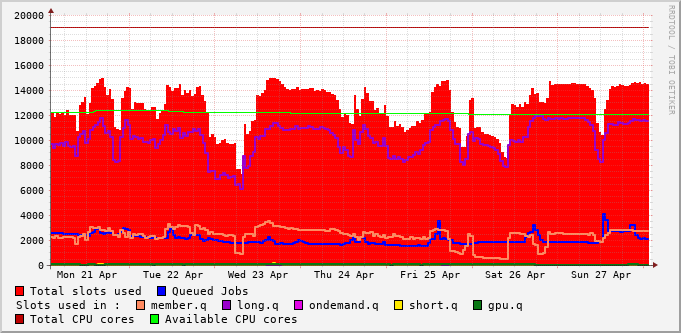 20000
18000
16000
14000
12000
10000
8000
6000
4000
2000
0
Mon 21 Apr Tue 22 Apr Wed 23 Apr Thu 24 Apr Fri 25 Apr Sat 26 Apr Sun 27 Apr
Total slots used Queued Jobs
Slots used in : member.q long.q ondemand.q short.q gpu.q
Total CPU cores Available CPU cores
RRDTOOL / TOBI OETIKER